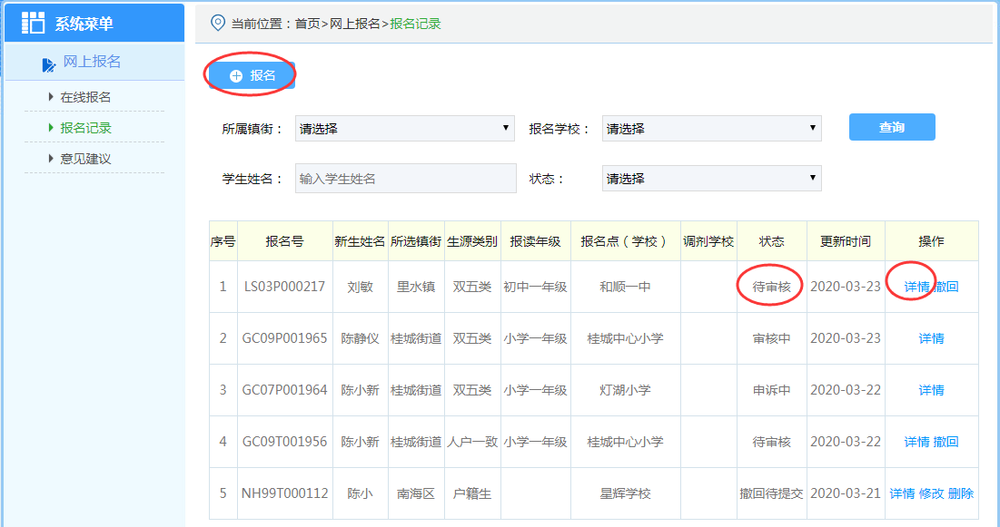 系统菜单
网上报名
在线报名
报名记录
意见建议
当前位置：首页>网上报名>报名记录
报名
所属镇街： 请选择 报名学校： 请选择 查询
学生姓名： 输入学生姓名 状态： 请选择
序号 报名号 新生姓名 所选镇街 生源类别 报读年级 报名点（学校） 调剂学校 状态 更新时间 操作
1 LS03P000217 刘敏 里水镇 双五类 初中一年级 和顺一中 待审核 2020-03-23 详情 撤回
2 GC09P001965 陈静仪 桂城街道 双五类 小学一年级 桂城中心小学 审核中 2020-03-23 详情
3 GC07P001964 陈小新 桂城街道 双五类 小学一年级 灯湖小学 申诉中 2020-03-22 详情
4 GC09T001956 陈小新 桂城街道 人户一致 小学一年级 桂城中心小学 待审核 2020-03-22 详情 撤回
5 NH99T000112 陈小 南海区 户籍生 星辉学校 撤回待提交 2020-03-21 详情 修改 删除